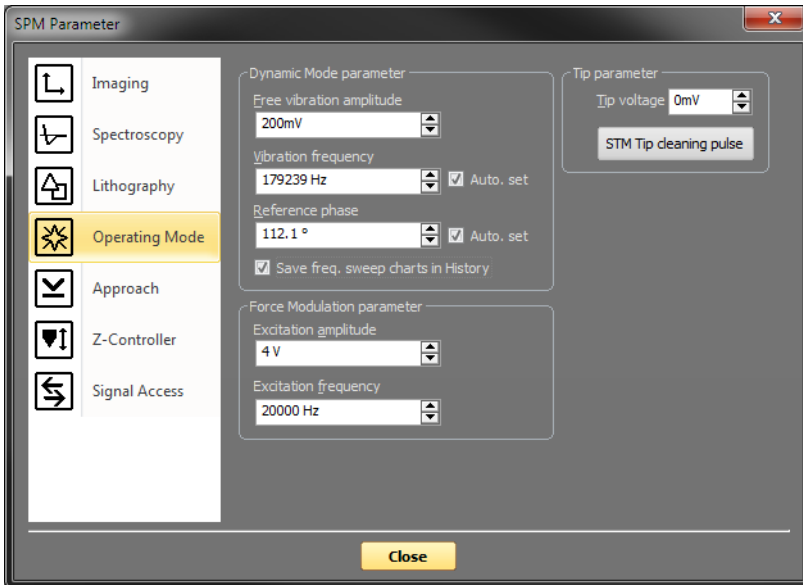 SPM Parameter
Imaging
Spectroscopy
Lithography
Operating Mode
Approach
Z-Controller
Signal Access
Dynamic Mode parameter
Free vibration amplitude
200mV
Vibration frequency
179239 Hz
Auto. set
Reference phase
112.1 °
Auto. set
Save freq. sweep charts in History
Force Modulation parameter
Excitation amplitude
4 V
Excitation frequency
20000 Hz
Tip parameter
Tip voltage 0mV
STM Tip cleaning pulse
Close